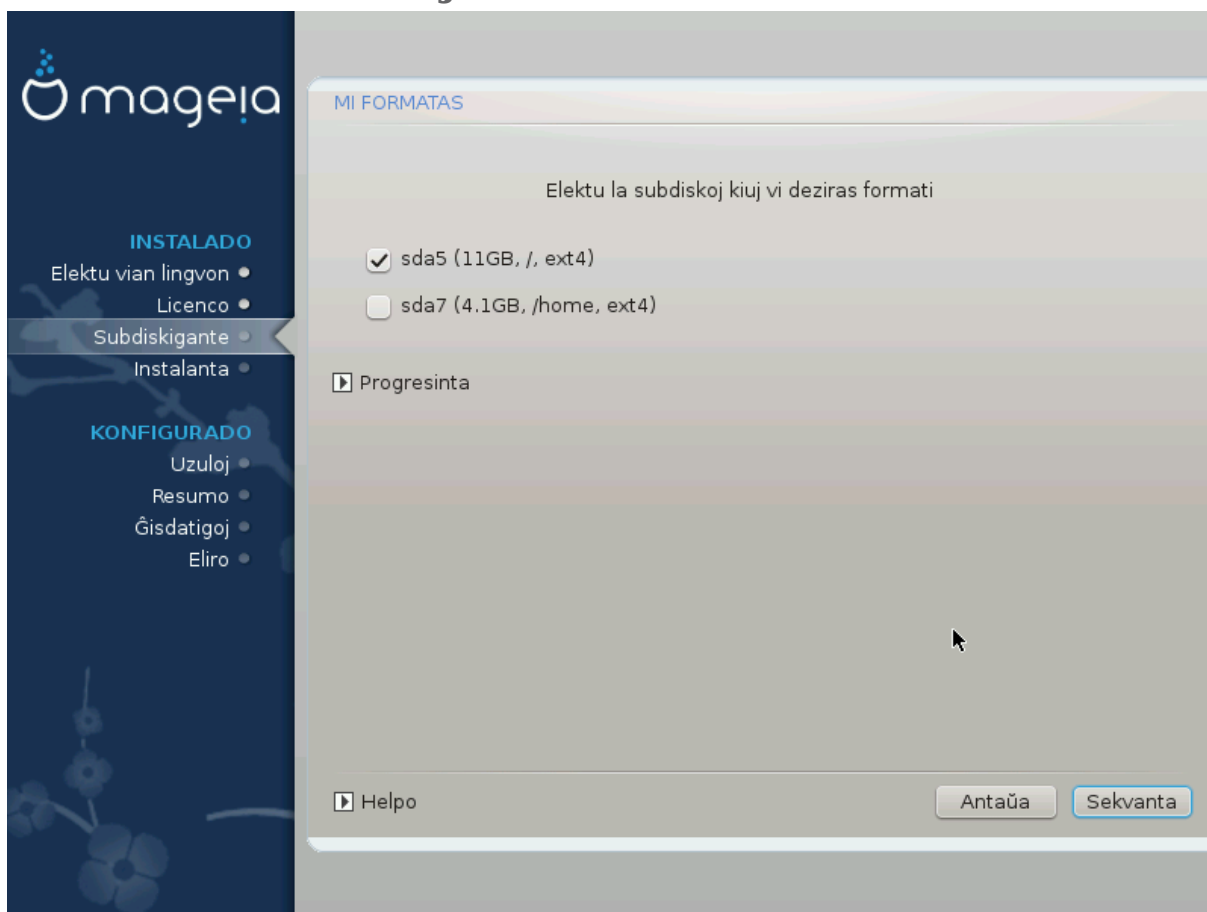 mageia
INSTALADO
Elektu vian lingvon
Licenco
Subdiskigante
Instalanta
KONFIGURADO
Uzuloj
Resumo
Ĝisdatigoj
Eliro
MI FORMATAS
Elektu la subdiskoj kiuj vi deziras formati
sda5 (11GB, /, ext4)
sda7 (4.1GB, /home, ext4)
Progresinta
Helpo
Antaŭa
Sekvanta